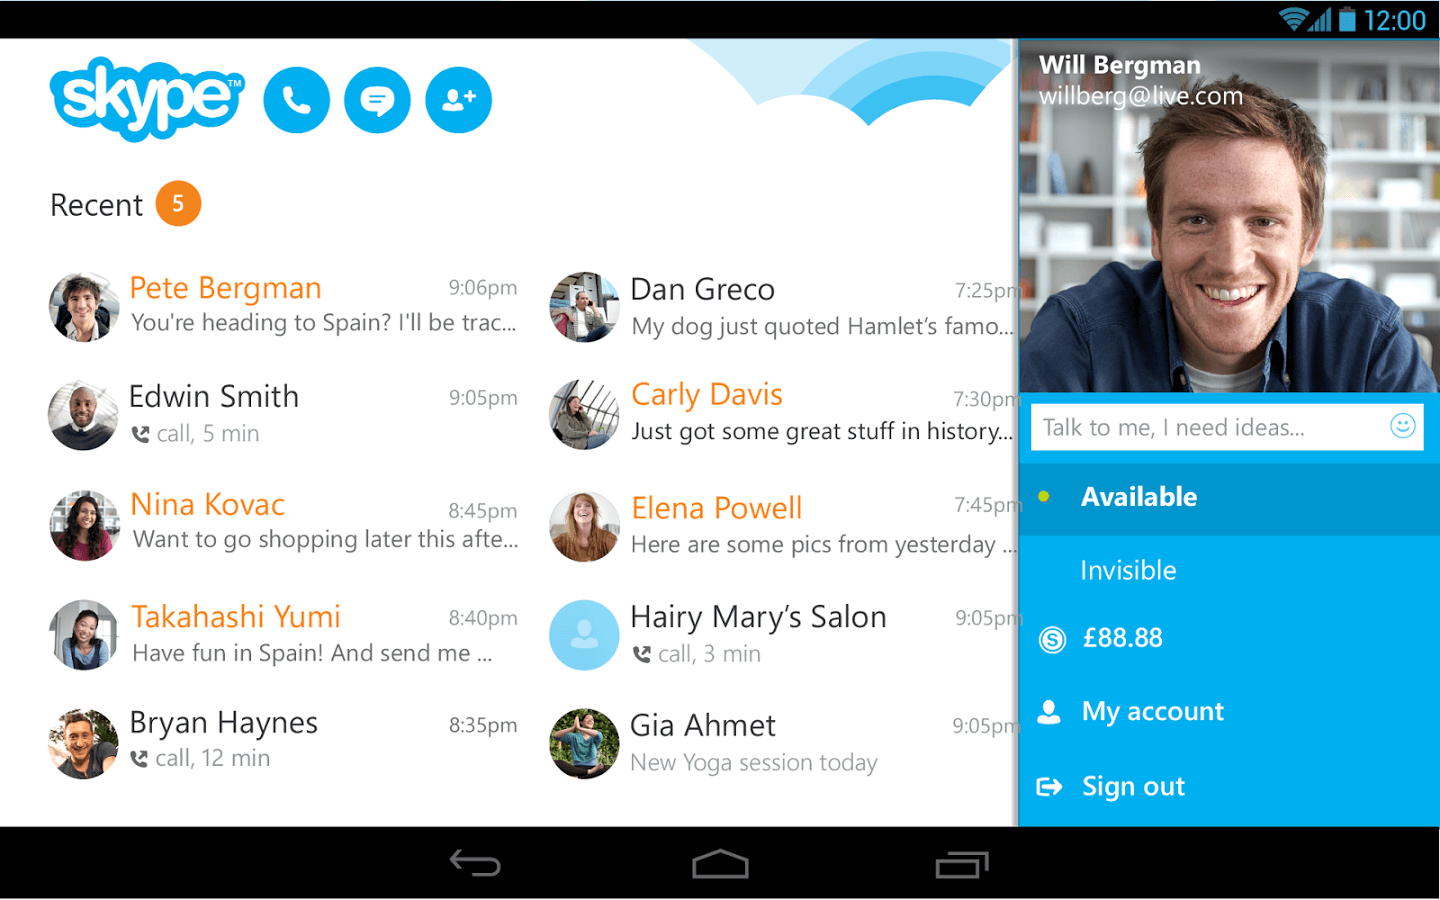 12:00
skype™
Recent 5
Pete Bergman 9:06pm
You're heading to Spain? I'll be trac...
Edwin Smith 9:05pm
call, 5 min
Nina Kovac 8:45pm
Want to go shopping later this afte...
Takahashi Yumi 8:40pm
Have fun in Spain! And send me ...
Bryan Haynes 8:35pm
call, 12 min
Dan Greco 7:25pm
My dog just quoted Hamlet’s famo...
Carly Davis 7:30pm
Just got some great stuff in history...
Elena Powell 7:45pm
Here are some pics from yesterday ...
Hairy Mary’s Salon 9:05pm
call, 3 min
Gia Ahmet 9:05pm
New Yoga session today
Will Bergman
willberg@live.com
Talk to me, I need ideas...
Available
Invisible
£88.88
My account
Sign out